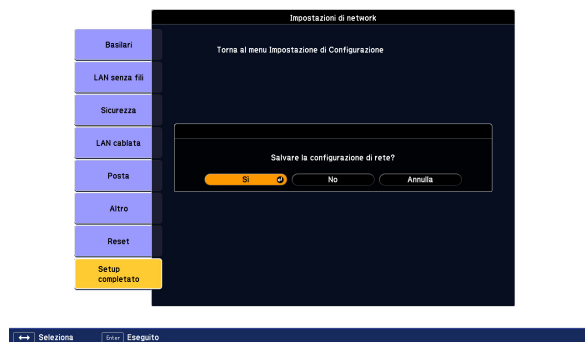 Impostazioni di network
Basilari
Torna al menu Impostazione di Configurazione
LAN senza fili
Sicurezza
LAN cablata
Salvare la configurazione di rete?
Posta
Sì No Annulla
Altro
Reset
Setup
completato
Seleziona Enter Eseguito